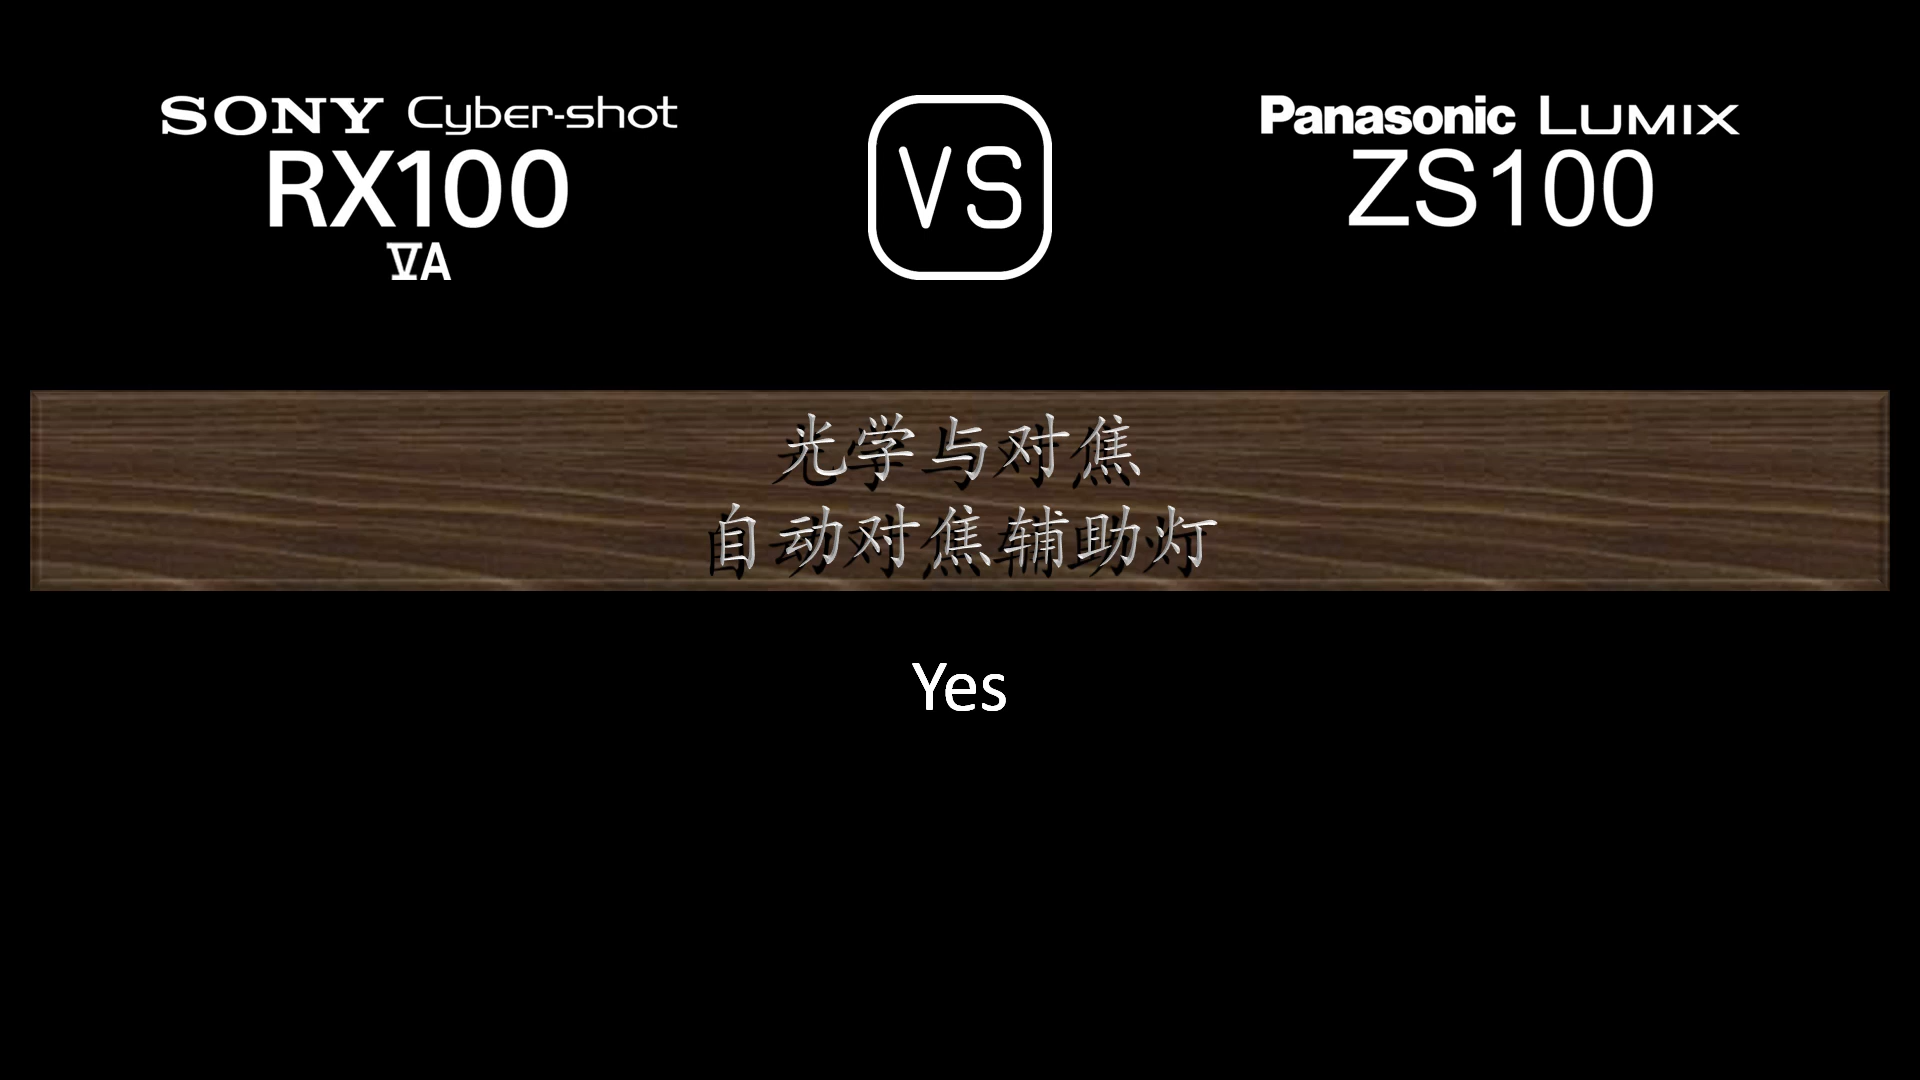 SONY Cyber-shot
RX100
VA
VS
Panasonic LUMIX
ZS100
光学与对焦
自动对焦辅助灯
Yes